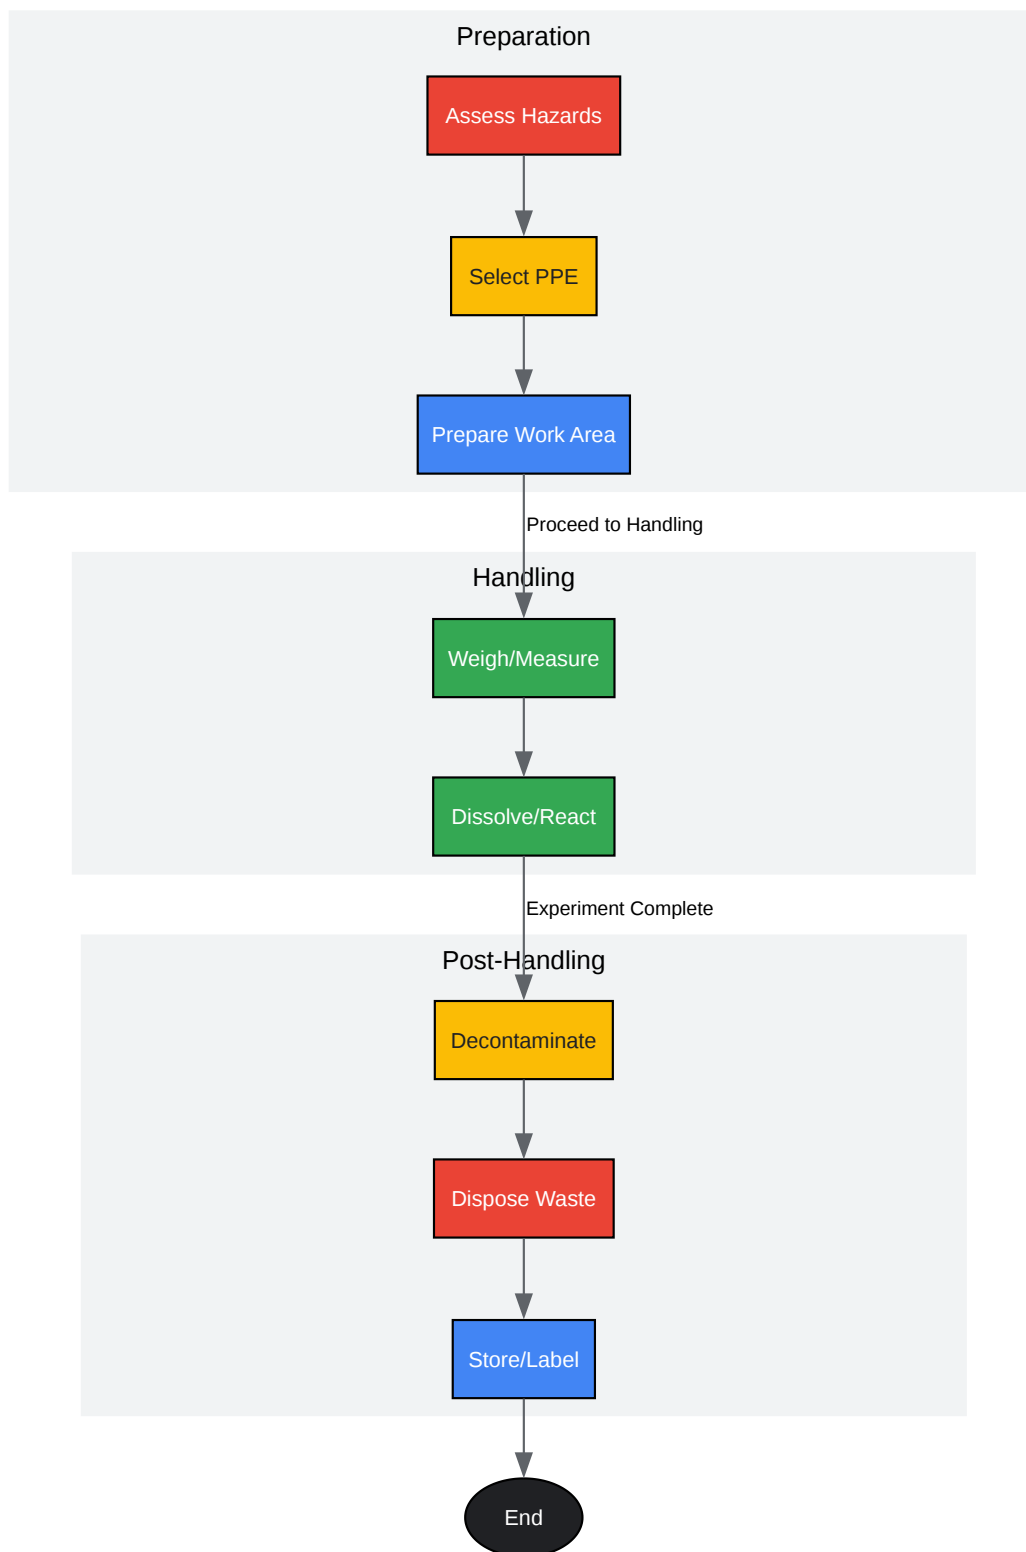 Preparation
Assess Hazards
Select PPE
Prepare Work Area
Proceed to Handling
Handling
Weigh/Measure
Dissolve/React
Experiment Complete
Post-Handling
Decontaminate
Dispose Waste
Store/Label
End